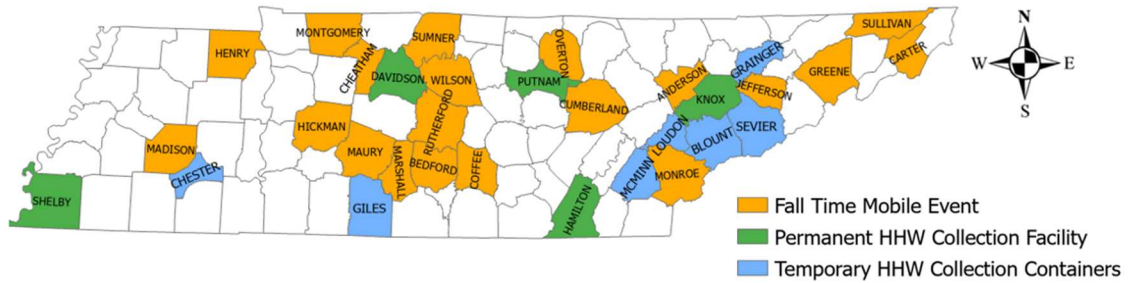 N
W
E
S
SULLIVAN
MONTGOMERY
SUMNER
OVERTON
CARTER
HENRY
CHEATHAM
GRAINGER
DAVIDSON
WILSON
PUTNAM
ANDERSON
GREENE
JEFFERSON
KNOX
CUMBERLAND
RUTHERFORD
HICKMAN
LOUDON
SEVIER
BLOUNT
MADISON
MAURY
MARSHALL
BEDFORD
COFFEE
CHESTER
MCMINN
MONROE
SHELBY
GILES
HAMILTON
Fall Time Mobile Event
Permanent HHW Collection Facility
Temporary HHW Collection Containers